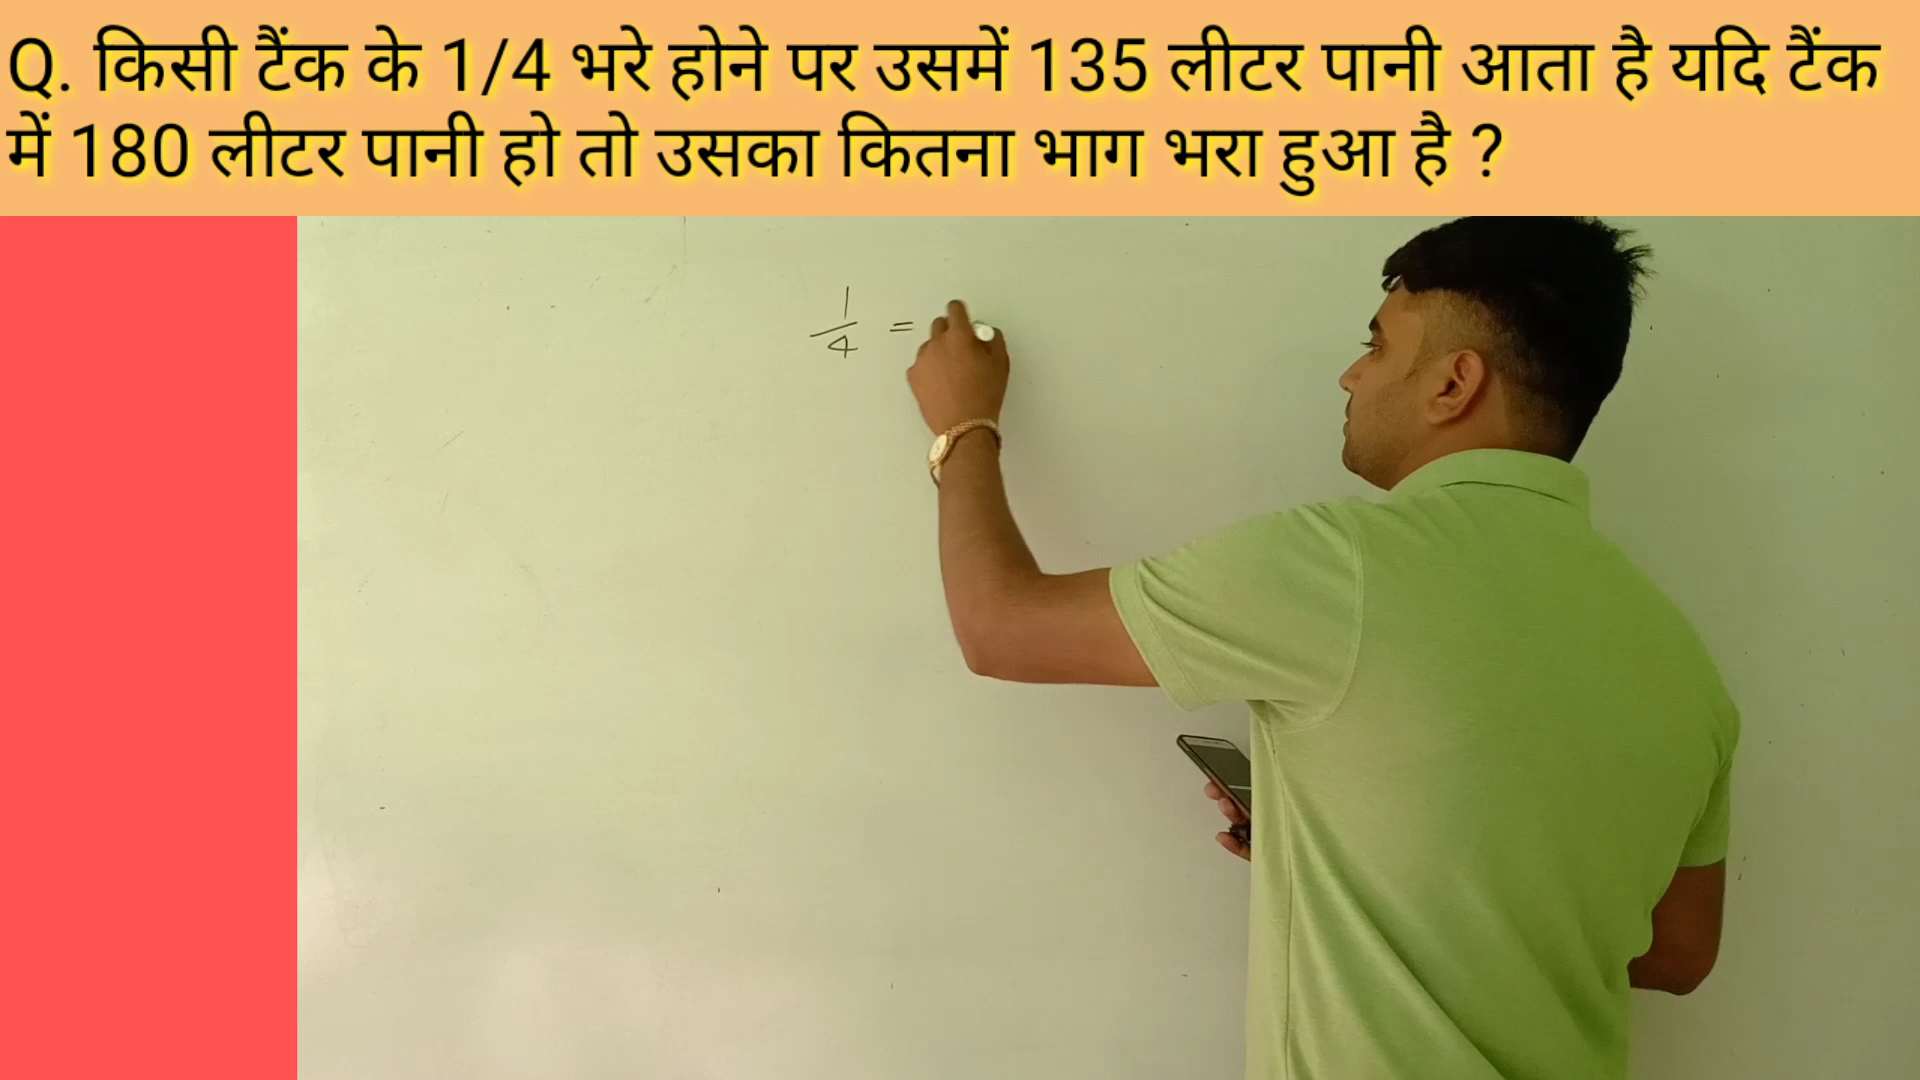 Q. किसी टैंक के 1/4 भरे होने पर उसमें 135 लीटर पानी आता है यदि टैंक
में 180 लीटर पानी हो तो उसका कितना भाग भरा हुआ है ?
1/4 =